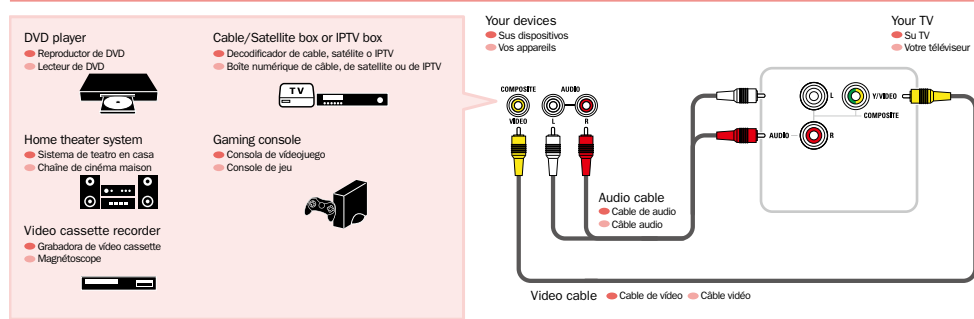 DVD player
Reproductor de DVD
Lecteur de DVD
Cable/Satellite box or IPTV box
Decodificador de cable, satélite o IPTV
Boîte numérique de câble, de satellite ou de IPTV
TV
Home theater system
Sistema de teatro en casa
Chaîne de cinéma maison
Gaming console
Consola de vídeojuego
Console de jeu
Video cassette recorder
Grabadora de vídeo cassette
Magnétoscope
Your devices
Sus dispositivos
Vos appareils
COMPOSITE
AUDIO
VIDEO
L
R
Audio cable
Cable de audio
Câble audio
Your TV
Su TV
Votre téléviseur
L
Y/VIDEO
COMPOSITE
AUDIO
R
Video cable Cable de vídeo Câble vidéo